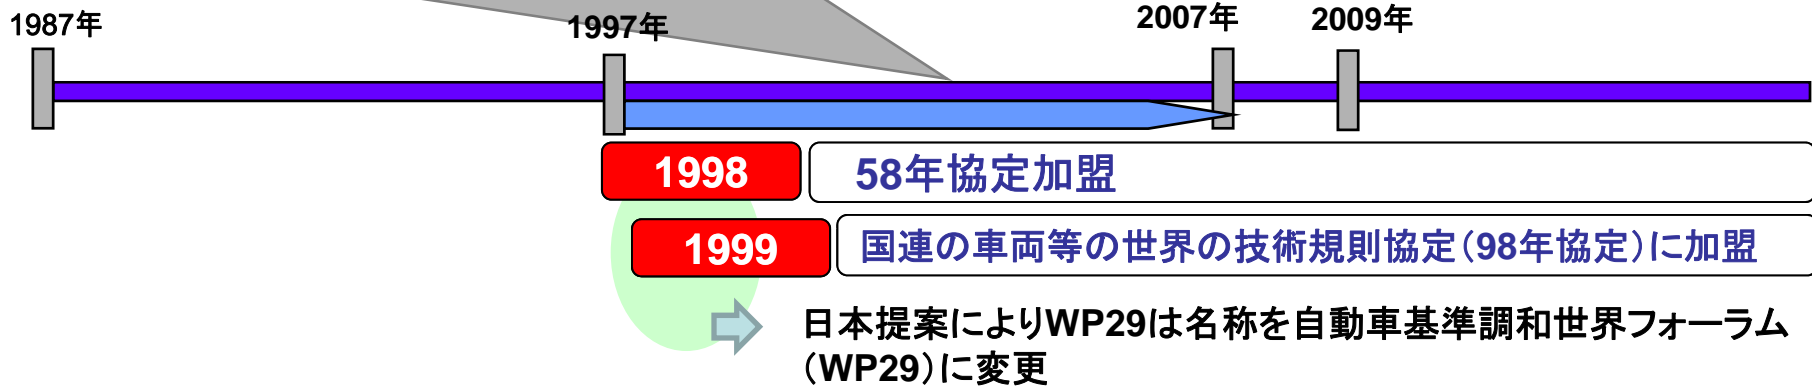 1987年
1997年
2007年
2009年
1998
58年協定加盟
1999
国連の車両等の世界の技術規則協定(98年協定)に加盟
日本提案によりWP29は名称を自動車基準調和世界フォーラム
(WP29)に変更